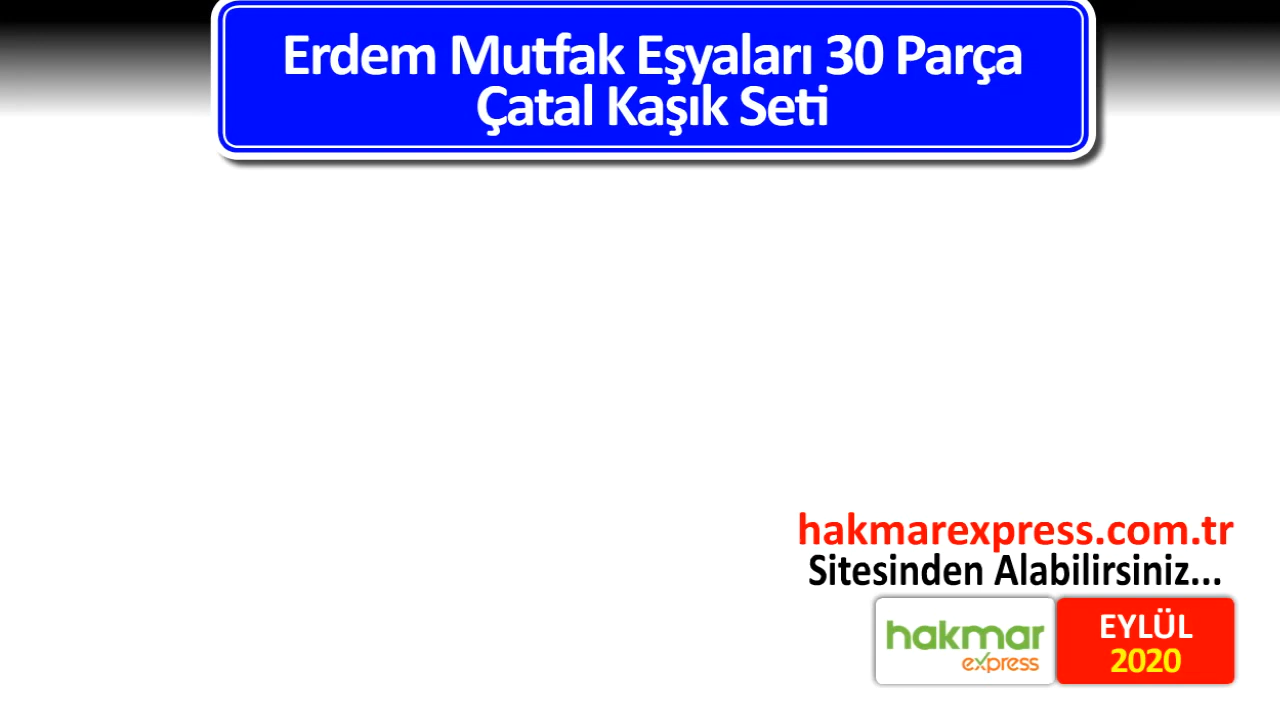 Erdem Mutfak Eşyaları 30 Parça
Çatal Kaşık Seti
hakmarexpress.com.tr
Sitesinden Alabilirsiniz...
hakmar
express
EYLÜL
2020